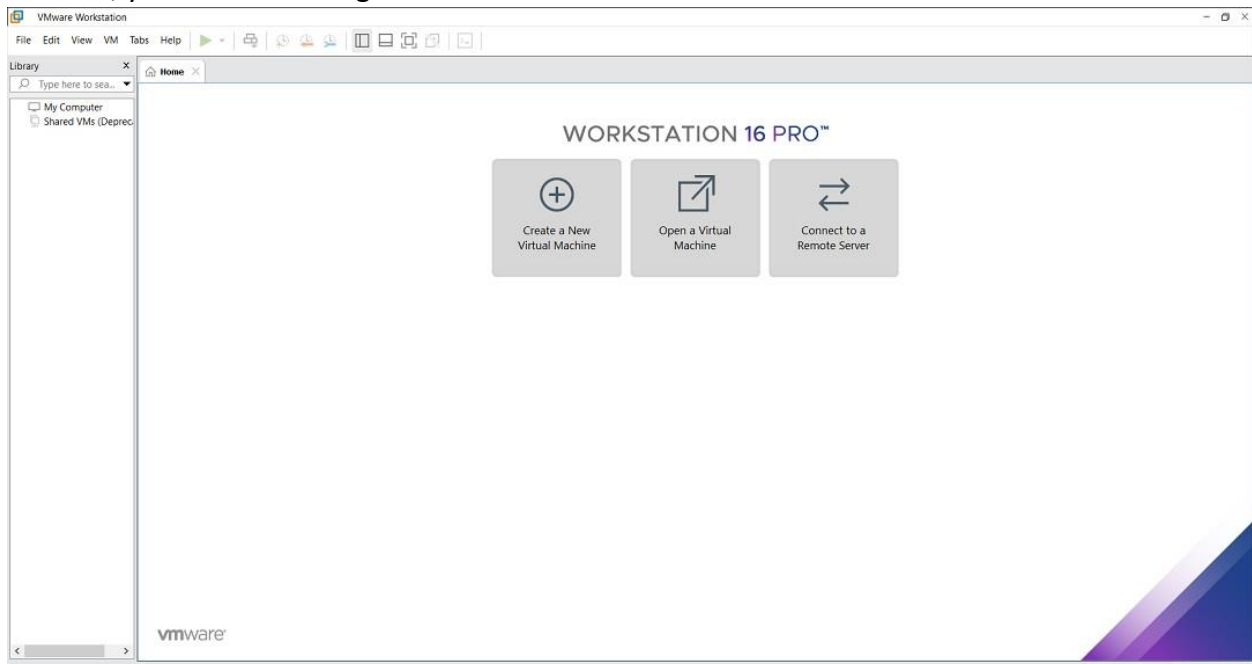 VMware Workstation
File Edit View VM Tabs Help
Library
Home
Type here to sea...
My Computer
Shared VMs (Deprec
WORKSTATION 16 PRO™
Create a New
Virtual Machine
Open a Virtual
Machine
Connect to a
Remote Server
vmware